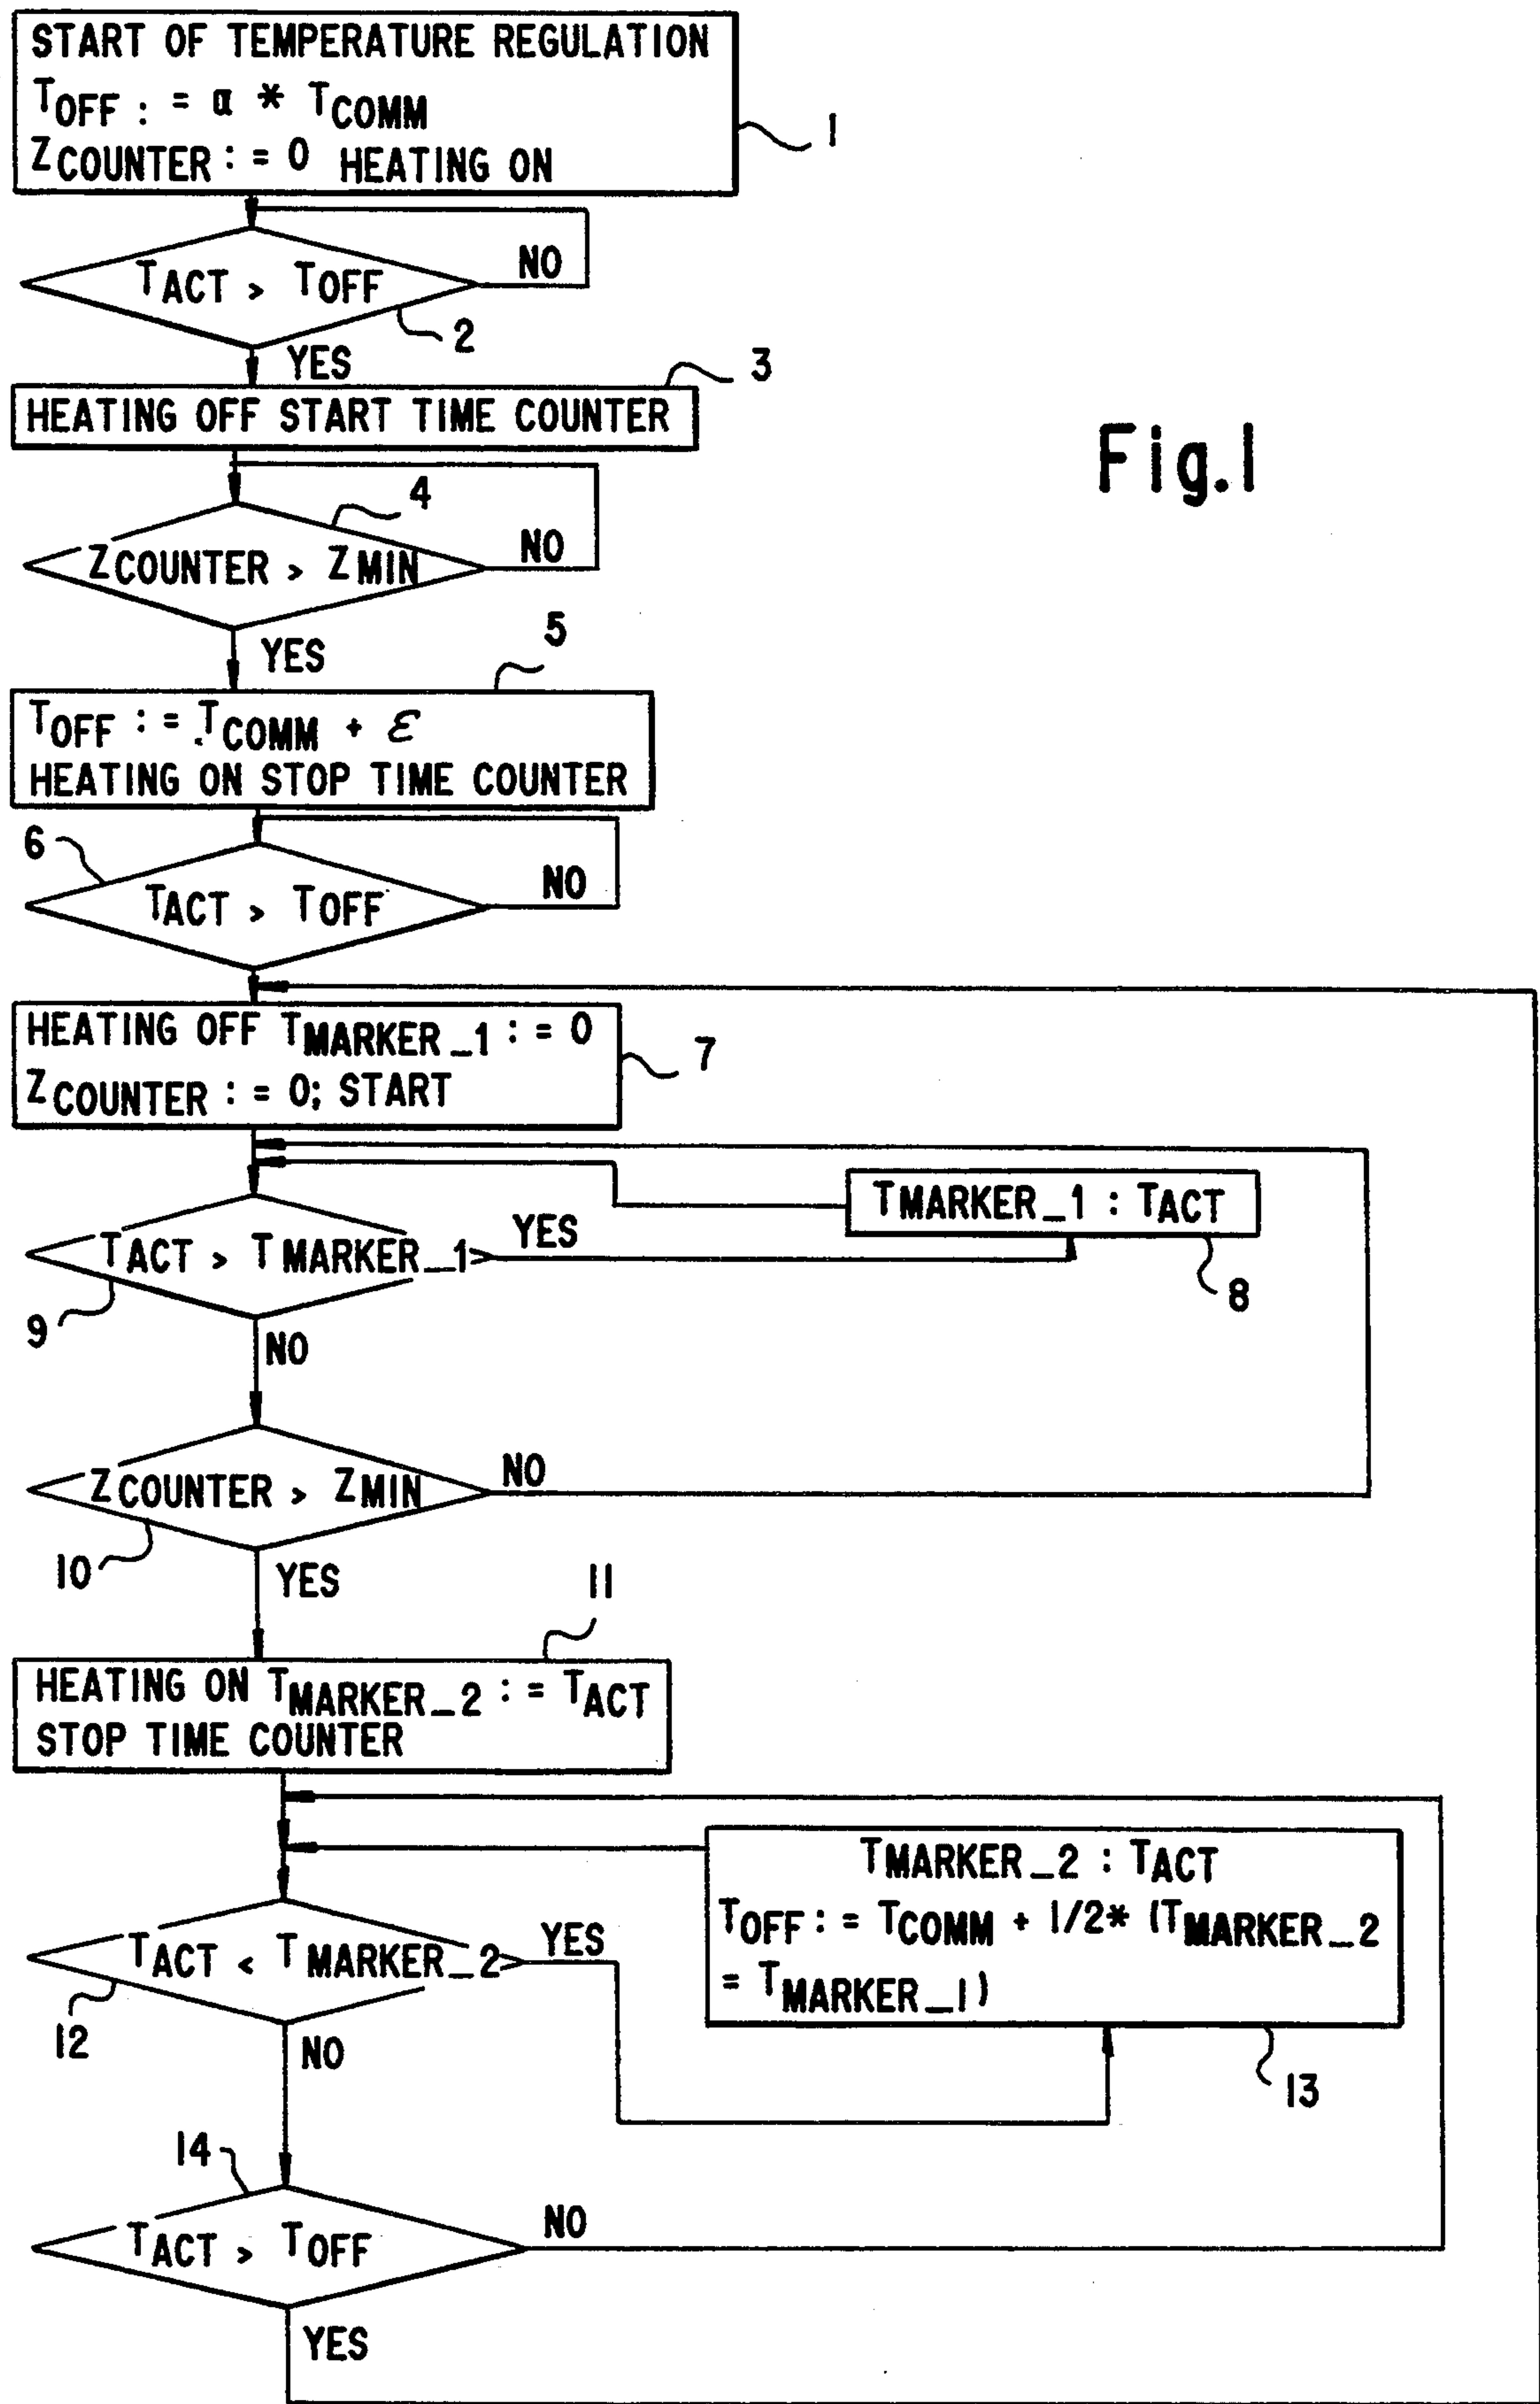 START OF TEMPERATURE REGULATION
TOFF : = α * TCOMM
ZCOUNTER : = 0 HEATING ON
1
TACT > TOFF
NO
2
YES
3
HEATING OFF START TIME COUNTER
Fig.1
4
ZCOUNTER > ZMIN
NO
YES
5
TOFF : = TCOMM + ε
HEATING ON STOP TIME COUNTER
6
TACT > TOFF
NO
HEATING OFF TMARKER_1 : = 0
ZCOUNTER : = 0; START
7
TMARKER_1 : TACT
8
TACT > TMARKER_1
YES
9
NO
ZCOUNTER > ZMIN
NO
10
YES
11
HEATING ON TMARKER_2 : = TACT
STOP TIME COUNTER
TMARKER_2 : TACT
TOFF : = TCOMM + 1/2* (TMARKER_2
= TMARKER_1)
13
TACT < TMARKER_2
YES
12
NO
14
TACT > TOFF
NO
YES